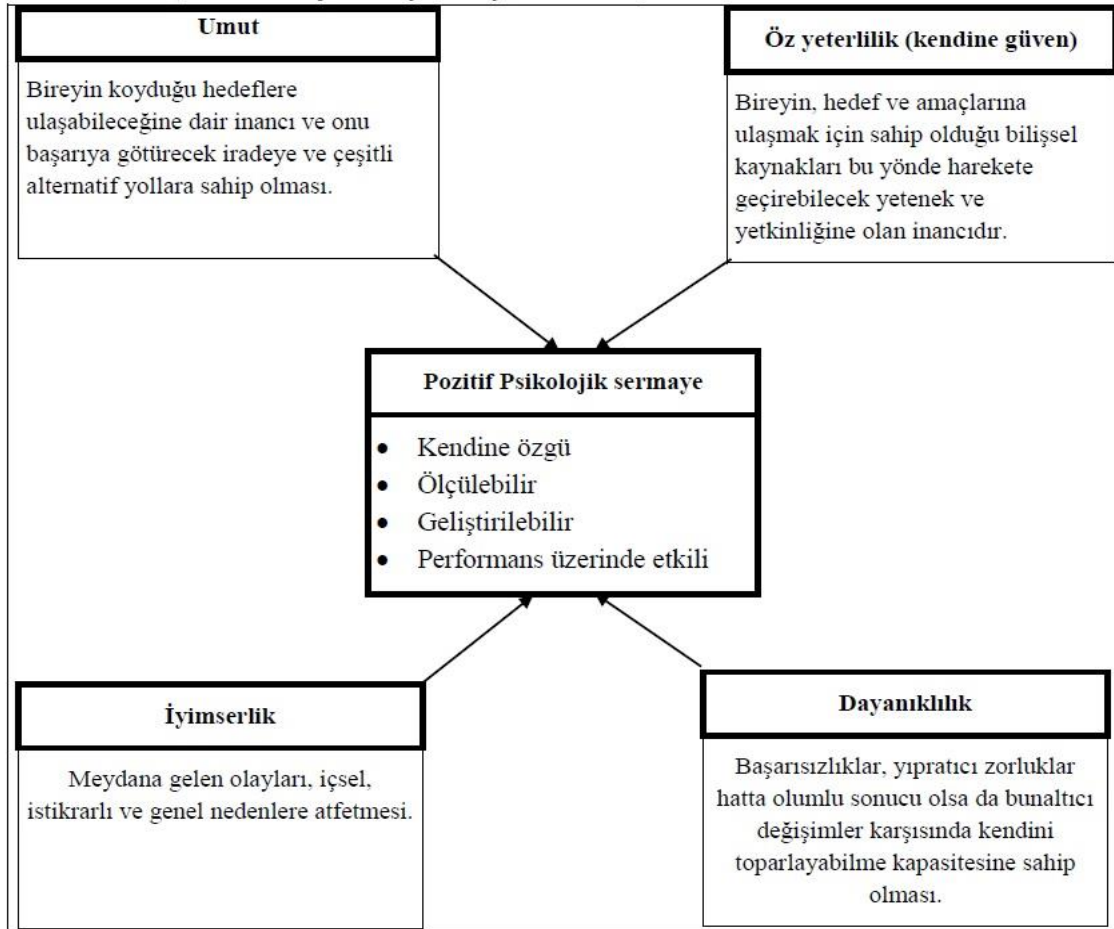 Umut
Bireyin koyduğu hedeflere
ulaşabileceğine dair inancı ve onu
başarıya götürecek iradeye ve çeşitli
alternatif yollara sahip olması.
Öz yeterlilik (kendine güven)
Bireyin, hedef ve amaçlarına
ulaşmak için sahip olduğu bilişsel
kaynakları bu yönde harekete
geçirebilecek yetenek ve
yetkinliğine olan inancıdır.
Pozitif Psikolojik sermaye
• Kendine özgü
• Ölçülebilir
• Geliştirilebilir
• Performans üzerinde etkili
İyimserlik
Meydana gelen olayları, içsel,
istikrarlı ve genel nedenlere atfetmesi.
Dayanıklılık
Başarısızlıklar, yıpratıcı zorluklar
hatta olumlu sonucu olsa da bunaltıcı
değişimler karşısında kendini
toparlayabilme kapasitesine sahip
olması.